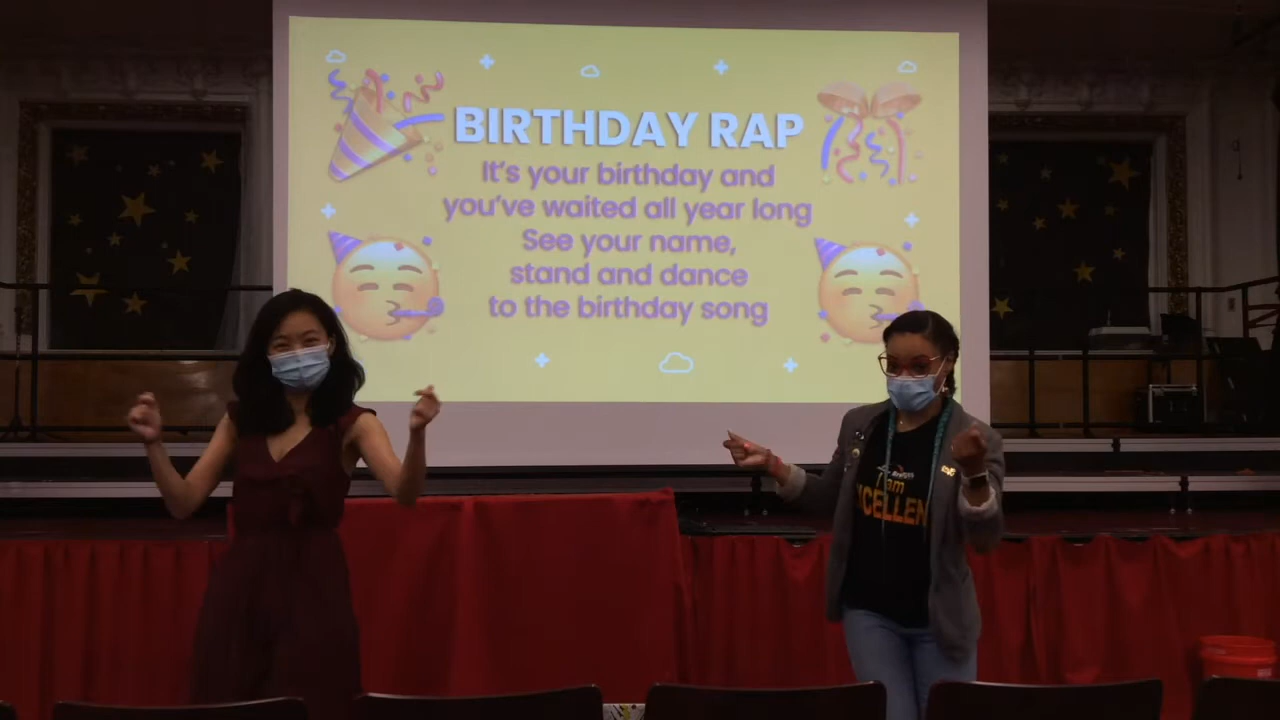 BIRTHDAY RAP
It's your birthday and
you've waited all year long
See your name,
stand and dance
to the birthday song
am